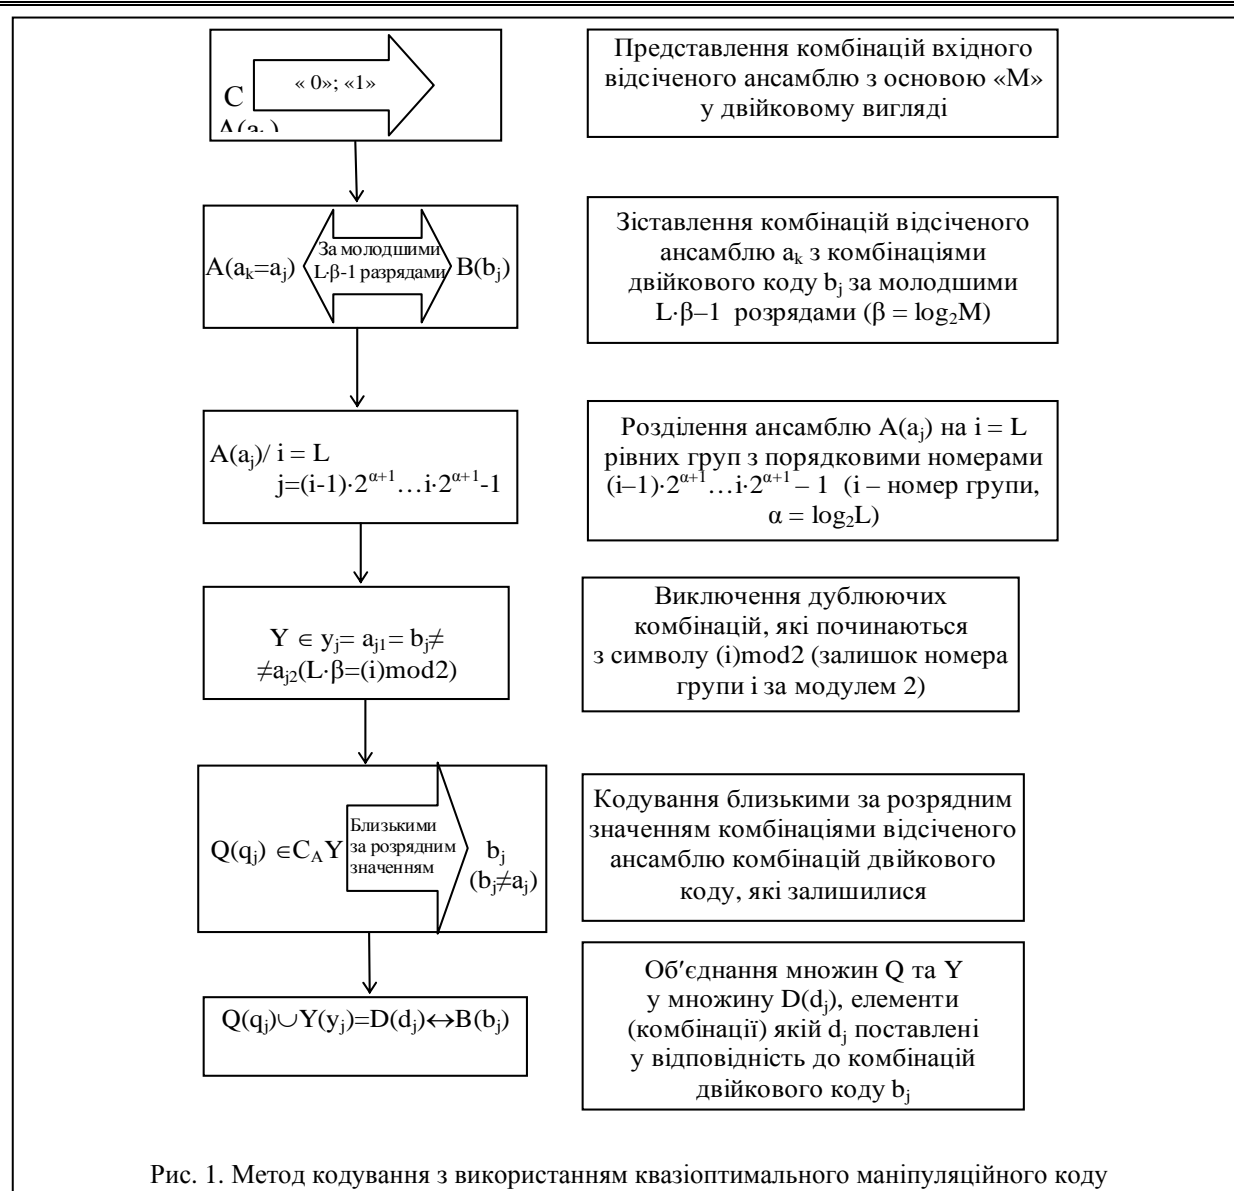 « 0»; «1»
С
Представлення комбінацій вхідного
відсіченого ансамблю з основою «М»
у двійковому вигляді
За молодшими
L·β-1 разрядами
A(aₖ=aⱼ)
B(bⱼ)
Зіставлення комбінацій відсіченого
ансамблю aₖ з комбінаціями
двійкового коду bⱼ за молодшими
L·β–1 розрядами (β = log₂M)
A(aⱼ)/ i = L
j=(i-1)·2^{α+1}…i·2^{α+1}-1
Розділення ансамблю A(aⱼ) на i = L
рівних груп з порядковими номерами
(i–1)·2^{α+1}…i·2^{α+1} – 1 (i – номер групи,
α = log₂L)
Y ∈ yⱼ= aⱼ₁= bⱼ≠
≠aⱼ₂(L·β=(i)mod2)
Виключення дублюючих
комбінацій, які починаються
з символу (i)mod2 (залишок номера
групи i за модулем 2)
Q(qⱼ) ∈C_AY
Близькими
за розрядним
значенням
bⱼ
(bⱼ≠aⱼ)
Кодування близькими за розрядним
значенням комбінаціями відсіченого
ансамблю комбінацій двійкового
коду, які залишилися
Q(qⱼ)∪Y(yⱼ)=D(dⱼ)↔B(bⱼ)
Об′єднання множин Q та Y
у множину D(dⱼ), елементи
(комбінації) якій dⱼ поставлені
у відповідність до комбінацій
двійкового коду bⱼ
Рис. 1. Метод кодування з використанням квазіоптимального маніпуляційного коду